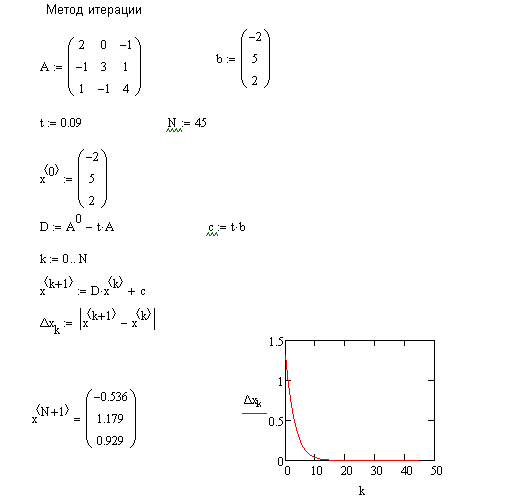 Метод итерации
A := ( 2 0 −1
−1 3 1
1 −1 4 )
b := ( −2
5
2 )
t := 0.09 N := 45
x^⟨0⟩ := ( −2
5
2 )
D := A^0 − t·A c := t·b
k := 0 .. N
x^⟨k+1⟩ := D·x^⟨k⟩ + c
Δx_k := |x^⟨k+1⟩ − x^⟨k⟩|
x^⟨N+1⟩ = ( −0.536
1.179
0.929 )
1.5
1
Δx_k
0.5
0
0 10 20 30 40 50
k